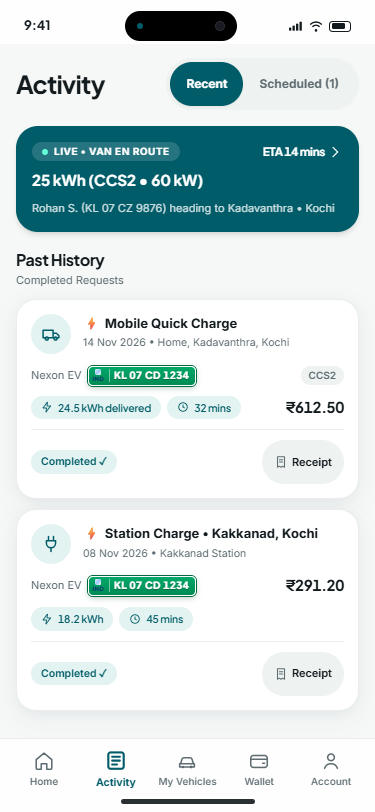 9:41
Activity
Recent
Scheduled (1)
LIVE • VAN EN ROUTE
ETA 14 mins
25 kWh (CCS2 • 60 kW)
Rohan S. (KL 07 CZ 9876) heading to Kadavanthra • Kochi
Past History
Completed Requests
Mobile Quick Charge
14 Nov 2026 • Home, Kadavanthra, Kochi
Nexon EV
KL 07 CD 1234
CCS2
24.5 kWh delivered
32 mins
₹612.50
Completed ✓
Receipt
Station Charge • Kakkanad, Kochi
08 Nov 2026 • Kakkanad Station
Nexon EV
KL 07 CD 1234
₹291.20
18.2 kWh
45 mins
Completed ✓
Receipt
Home
Activity
My Vehicles
Wallet
Account